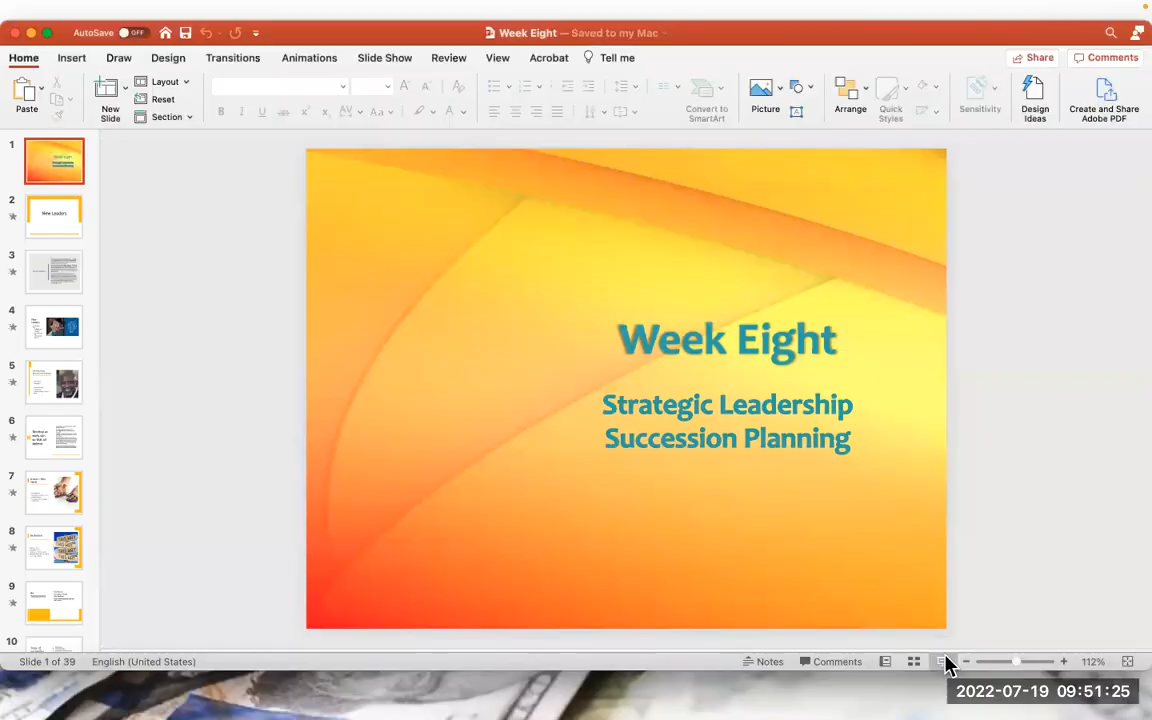 AutoSave OFF
Week Eight — Saved to my Mac
Home Insert Draw Design Transitions Animations Slide Show Review View Acrobat Tell me
Share Comments
Paste
New Slide
Layout
Reset
Section
Convert to SmartArt
Picture
Arrange
Quick Styles
Sensitivity
Design Ideas
Create and Share Adobe PDF
1
2
New Leaders
3
4
5
6
7
8
9
10
Week Eight
Strategic Leadership
Succession Planning
Slide 1 of 39 English (United States)
Notes Comments 112%
2022-07-19 09:51:25